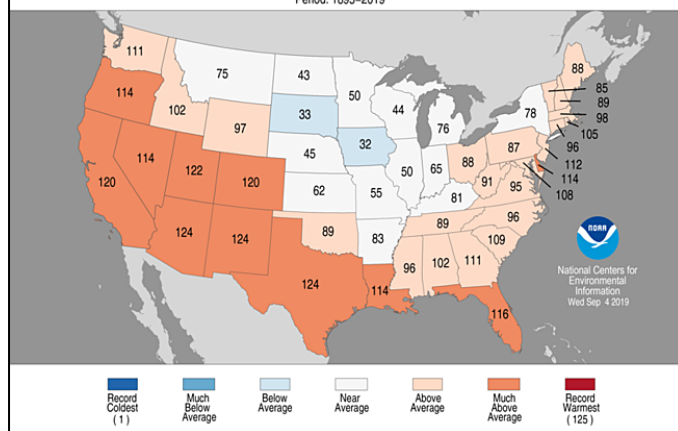 Period: 1895–2019
111
75
43
50
88
85
89
98
105
96
112
114
108
114
102
97
33
44
76
78
32
87
120
114
122
120
45
50
65
88
91
95
62
55
81
96
89
124
124
89
83
109
124
114
96
102
111
116
NOAA
National Centers for
Environmental
Information
Wed Sep 4 2019
Record
Coldest
(1)
Much
Below
Average
Below
Average
Near
Average
Above
Average
Much
Above
Average
Record
Warmest
(125)